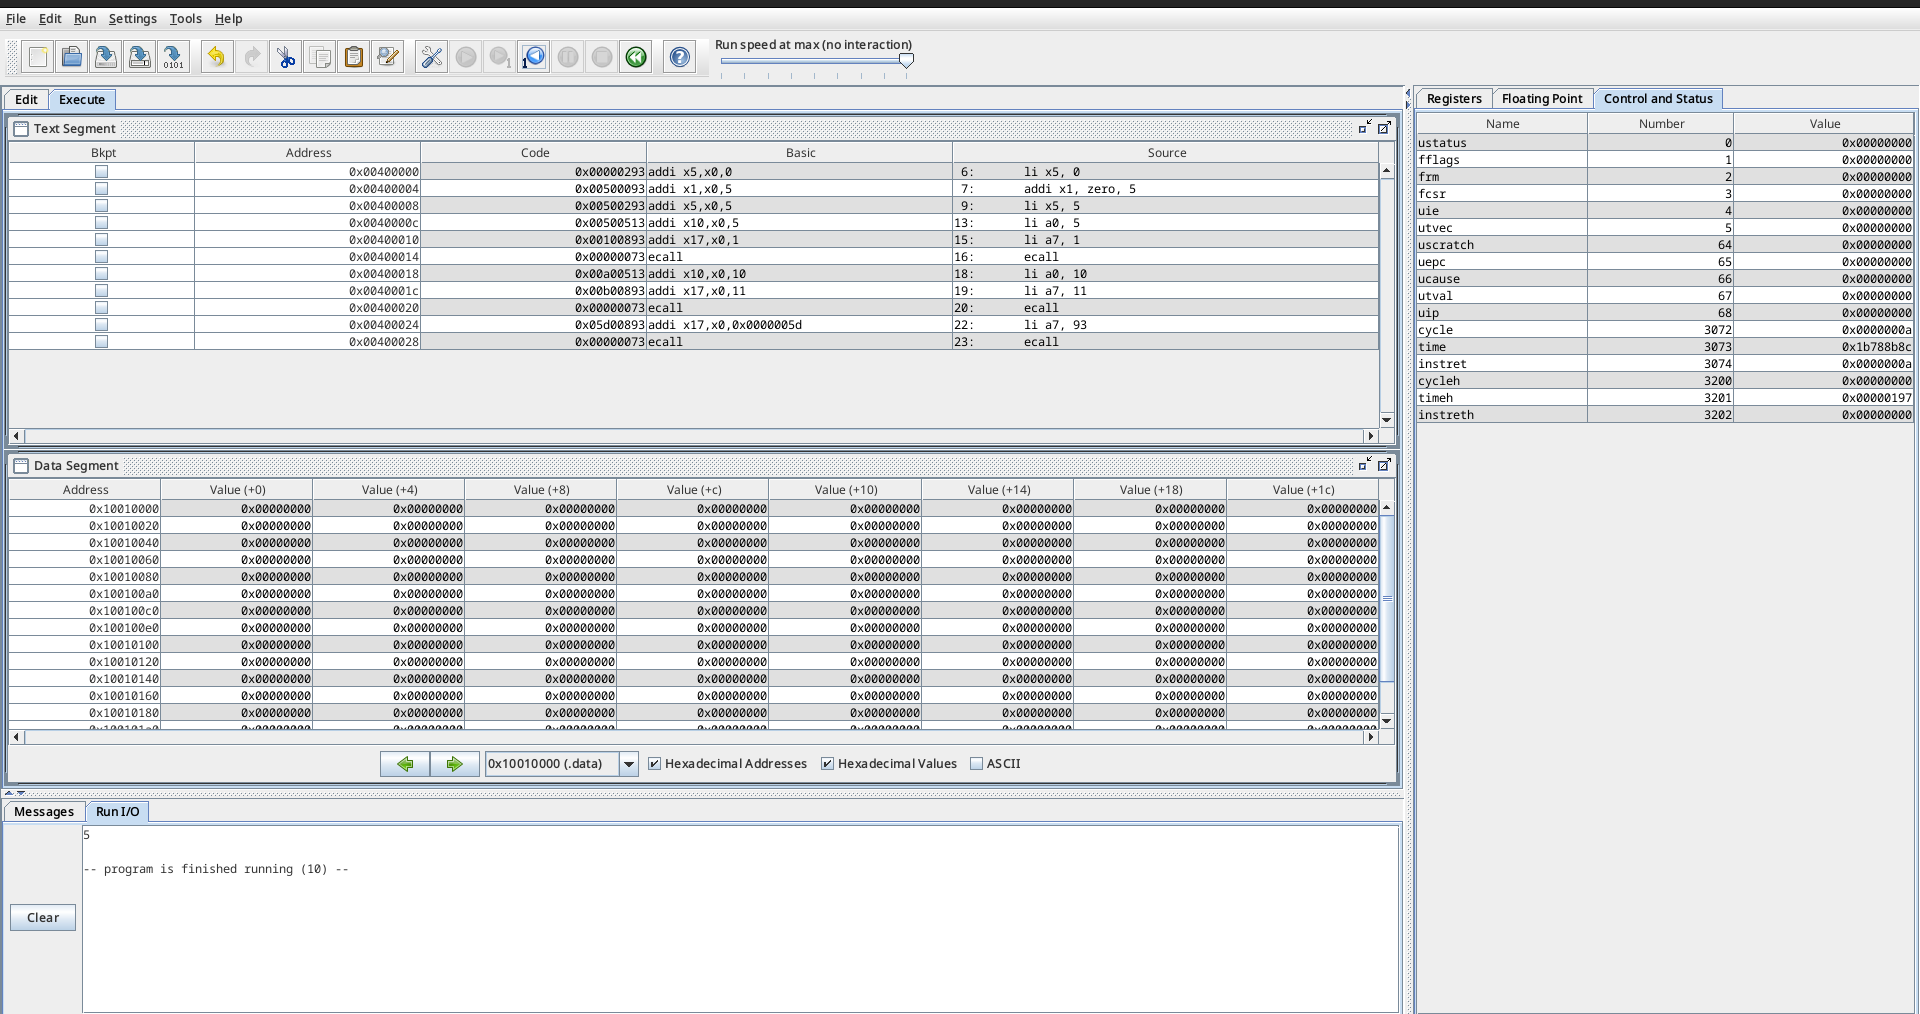 File Edit Run Settings Tools Help
Run speed at max (no interaction)
0101
1
1
Edit Execute
Text Segment
Bkpt Address Code Basic Source
0x00400000 0x00000293 addi x5,x0,0 6: li x5, 0
0x00400004 0x00500093 addi x1,x0,5 7: addi x1, zero, 5
0x00400008 0x00500293 addi x5,x0,5 9: li x5, 5
0x0040000c 0x00500513 addi x10,x0,5 13: li a0, 5
0x00400010 0x00100893 addi x17,x0,1 15: li a7, 1
0x00400014 0x00000073 ecall 16: ecall
0x00400018 0x00a00513 addi x10,x0,10 18: li a0, 10
0x0040001c 0x00b00893 addi x17,x0,11 19: li a7, 11
0x00400020 0x00000073 ecall 20: ecall
0x00400024 0x05d00893 addi x17,x0,0x0000005d 22: li a7, 93
0x00400028 0x00000073 ecall 23: ecall
Data Segment
Address Value (+0) Value (+4) Value (+8) Value (+c) Value (+10) Value (+14) Value (+18) Value (+1c)
0x10010000 0x00000000 0x00000000 0x00000000 0x00000000 0x00000000 0x00000000 0x00000000 0x00000000
0x10010020 0x00000000 0x00000000 0x00000000 0x00000000 0x00000000 0x00000000 0x00000000 0x00000000
0x10010040 0x00000000 0x00000000 0x00000000 0x00000000 0x00000000 0x00000000 0x00000000 0x00000000
0x10010060 0x00000000 0x00000000 0x00000000 0x00000000 0x00000000 0x00000000 0x00000000 0x00000000
0x10010080 0x00000000 0x00000000 0x00000000 0x00000000 0x00000000 0x00000000 0x00000000 0x00000000
0x100100a0 0x00000000 0x00000000 0x00000000 0x00000000 0x00000000 0x00000000 0x00000000 0x00000000
0x100100c0 0x00000000 0x00000000 0x00000000 0x00000000 0x00000000 0x00000000 0x00000000 0x00000000
0x100100e0 0x00000000 0x00000000 0x00000000 0x00000000 0x00000000 0x00000000 0x00000000 0x00000000
0x10010100 0x00000000 0x00000000 0x00000000 0x00000000 0x00000000 0x00000000 0x00000000 0x00000000
0x10010120 0x00000000 0x00000000 0x00000000 0x00000000 0x00000000 0x00000000 0x00000000 0x00000000
0x10010140 0x00000000 0x00000000 0x00000000 0x00000000 0x00000000 0x00000000 0x00000000 0x00000000
0x10010160 0x00000000 0x00000000 0x00000000 0x00000000 0x00000000 0x00000000 0x00000000 0x00000000
0x10010180 0x00000000 0x00000000 0x00000000 0x00000000 0x00000000 0x00000000 0x00000000 0x00000000
0x10010000 (.data) Hexadecimal Addresses Hexadecimal Values ASCII
Messages Run I/O
5
-- program is finished running (10) --
Clear
Registers Floating Point Control and Status
Name Number Value
ustatus 0 0x00000000
fflags 1 0x00000000
frm 2 0x00000000
fcsr 3 0x00000000
uie 4 0x00000000
utvec 5 0x00000000
uscratch 64 0x00000000
uepc 65 0x00000000
ucause 66 0x00000000
utval 67 0x00000000
uip 68 0x00000000
cycle 3072 0x0000000a
time 3073 0x1b788b8c
instret 3074 0x0000000a
cycleh 3200 0x00000000
timeh 3201 0x00000197
instreth 3202 0x00000000